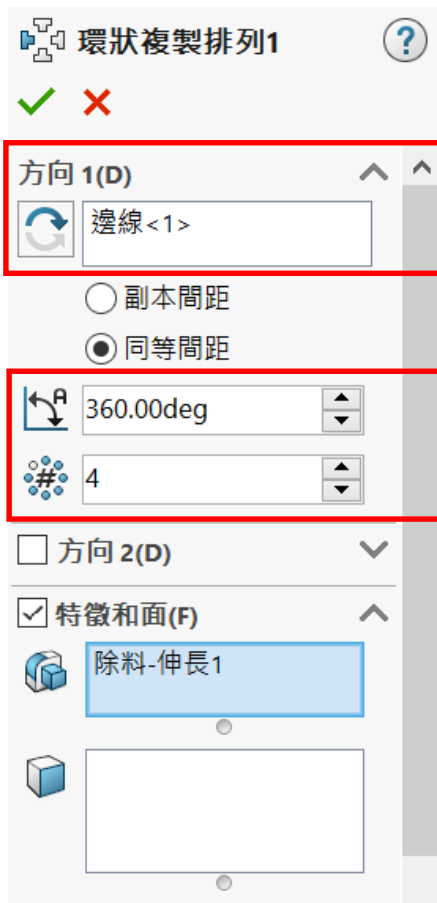 環狀複製排列1
?
方向 1(D)
邊線<1>
副本間距
同等間距
A
360.00deg
#
4
方向 2(D)
特徵和面(F)
除料-伸長1